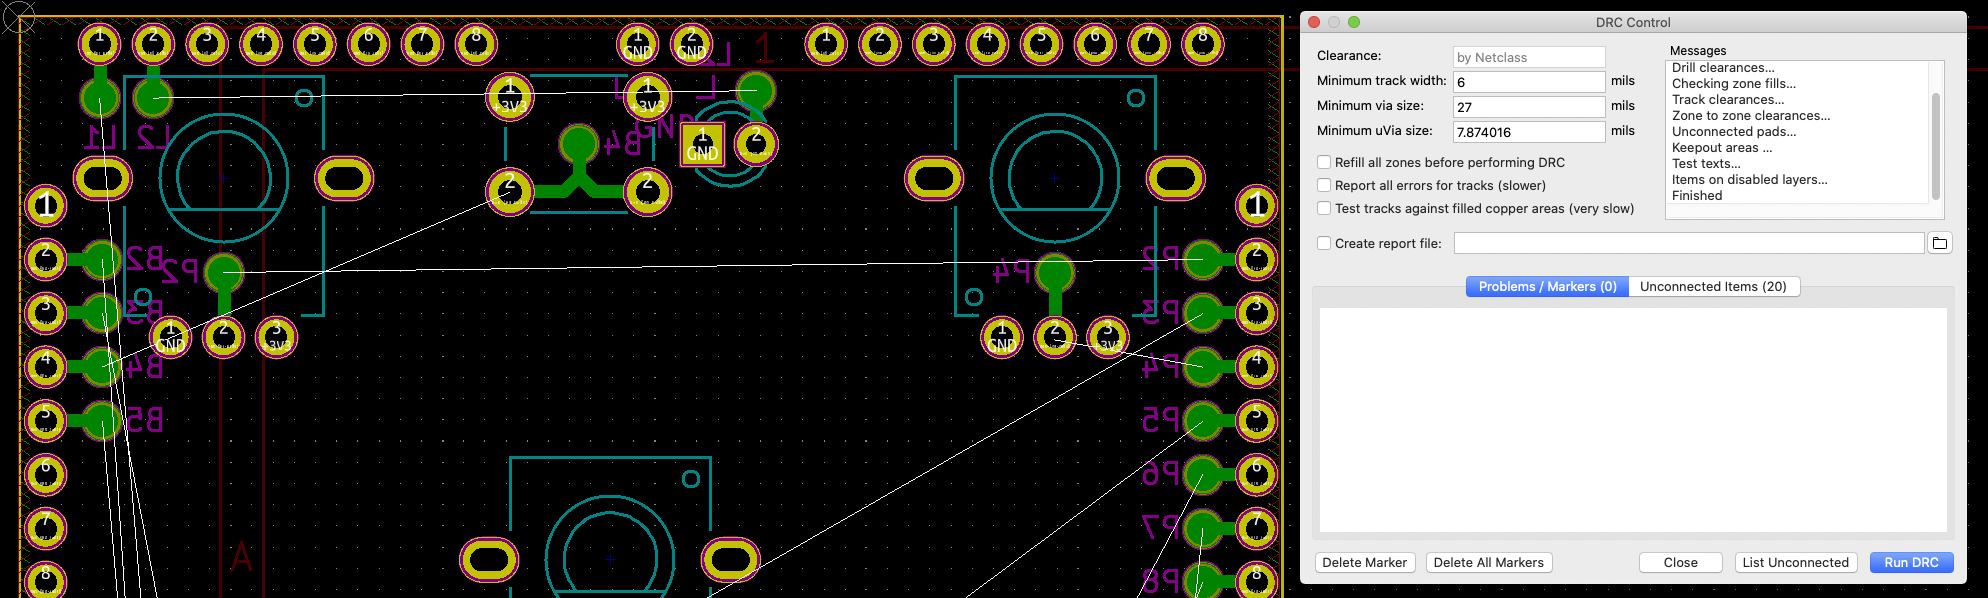 1 2 3 4 5 6 7 8
1 2
GND GND
1
1 2 3 4 5 6 7 8
L2
L
1 1
+3V3 +3V3
L1 L2
B4
GND
1 2
GND
2 2
1
2 B2
3 B3
4 B4
5 B5
6
7
8
P2
1 2 3
GND +3V3
P4
1 2 3
GND +3V3
1
P2 2
P3 3
P4 4
P5 5
P6 6
P7 7
P8 8
A
DRC Control
Clearance: by Netclass
Minimum track width: 6 mils
Minimum via size: 27 mils
Minimum uVia size: 7.874016 mils
Messages
Drill clearances...
Checking zone fills...
Track clearances...
Zone to zone clearances...
Unconnected pads...
Keepout areas ...
Test texts...
Items on disabled layers...
Finished
Refill all zones before performing DRC
Report all errors for tracks (slower)
Test tracks against filled copper areas (very slow)
Create report file:
Problems / Markers (0) Unconnected Items (20)
Delete Marker Delete All Markers Close List Unconnected Run DRC